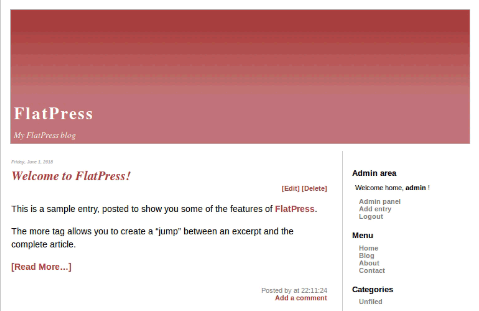 FlatPress
My FlatPress blog
Friday, June 1, 2018
Welcome to FlatPress!
[Edit] [Delete]
This is a sample entry, posted to show you some of the features of FlatPress.
The more tag allows you to create a “jump” between an excerpt and the
complete article.
[Read More…]
Posted by at 22:11:24
Add a comment
Admin area
Welcome home, admin !
Admin panel
Add entry
Logout
Menu
Home
Blog
About
Contact
Categories
Unfiled